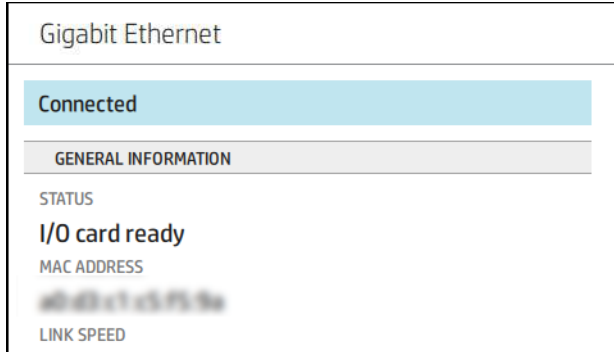 Gigabit Ethernet
Connected
GENERAL INFORMATION
STATUS
I/O card ready
MAC ADDRESS
LINK SPEED